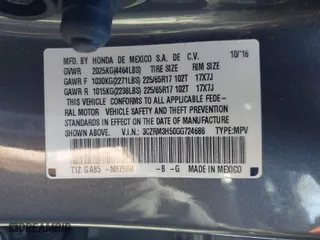 MFD. BY HONDA DE MEXICO S.A. DE C.V. 10/'16
GVWR 2025KG(4464LBS) TIRE SIZE RIM SIZE
GAWR F 1030KG(2271LBS) 225/65R17 102T 17X7J
GAWR R 1015KG(2238LBS) 225/65R17 102T 17X7J
THIS VEHICLE CONFORMS TO ALL APPLICABLE FEDE-
RAL MOTOR VEHICLE SAFETY AND THEFT PREVENTION
STANDARDS IN EFFECT ON THE DATE OF MANUFACTURE
SHOWN ABOVE.
V.I.N: 3CZRM3H50GG724686 TYPE:MPV
T1Z GAB5 -B -G MADE IN MEXICO